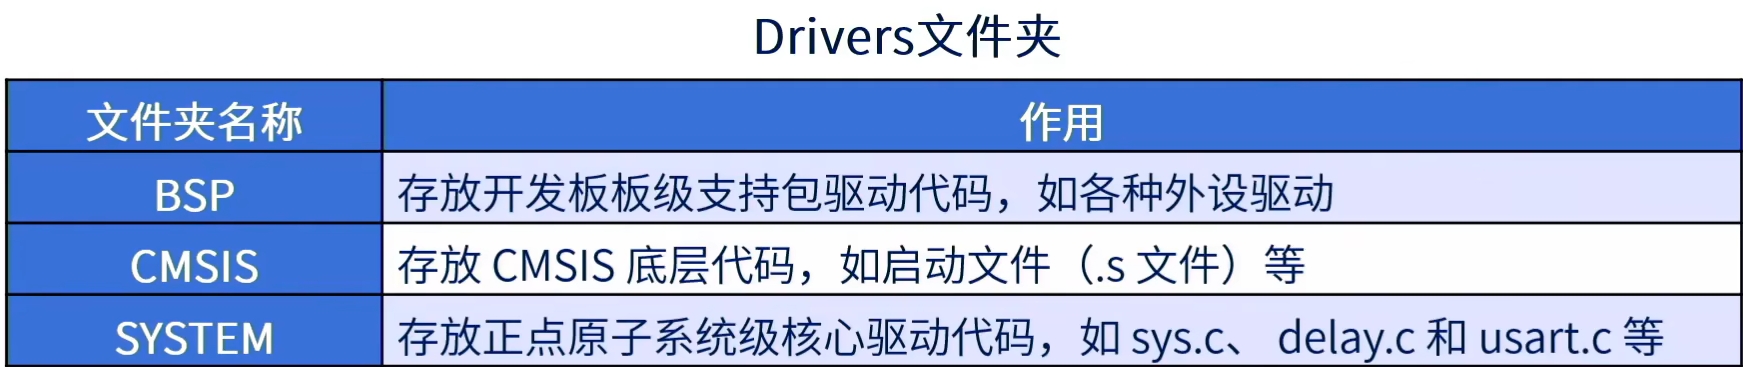 Drivers文件夹
文件夹名称 作用
BSP 存放开发板板级支持包驱动代码，如各种外设驱动
CMSIS 存放 CMSIS 底层代码，如启动文件（.s 文件）等
SYSTEM 存放正点原子系统级核心驱动代码，如 sys.c、 delay.c 和 usart.c 等